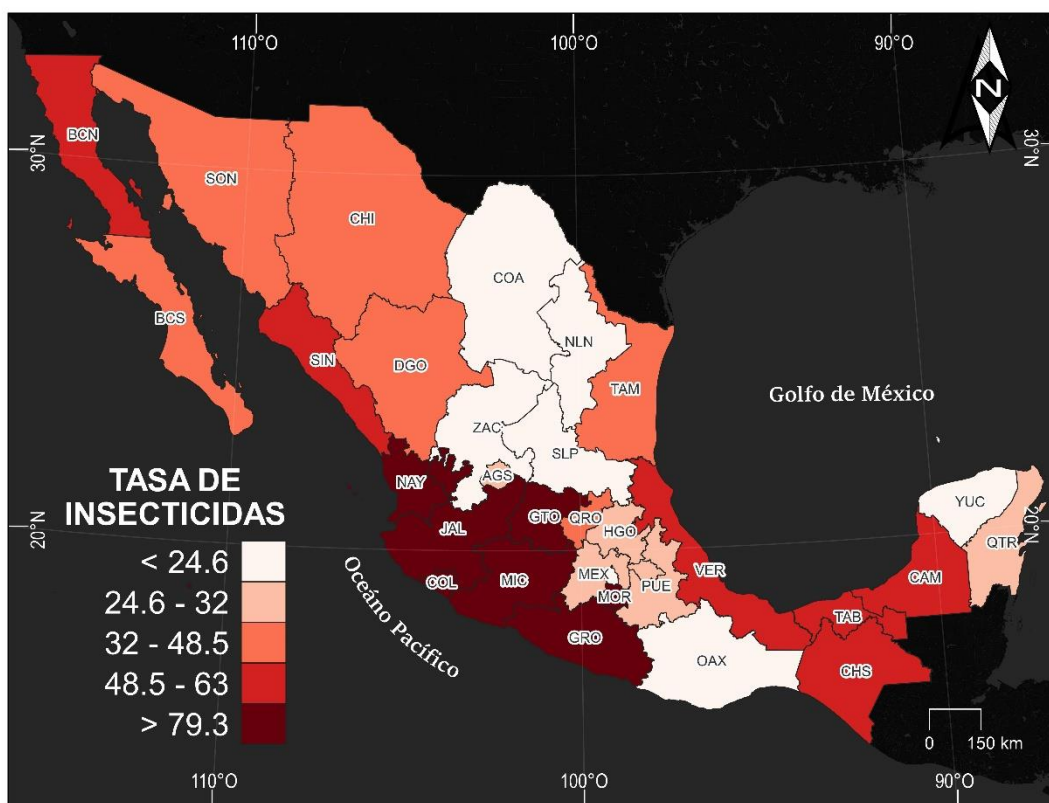 110°O
100°O
90°O
N
30°N
30°N
BCN
SON
CHI
COA
BCS
NLN
SIN
DGO
TAM
Golfo de México
ZAC
SLP
AGS
NAY
TASA DE
INSECTICIDAS
YUC
GTO
QRO
20°N
20°N
JAL
HGO
QTR
< 24.6
VER
CAM
24.6 - 32
COL
MIC
MEX
PUE
MOR
TAB
32 - 48.5
Oceáno Pacífico
GRO
OAX
CHS
48.5 - 63
> 79.3
0 150 km
110°O
100°O
90°O